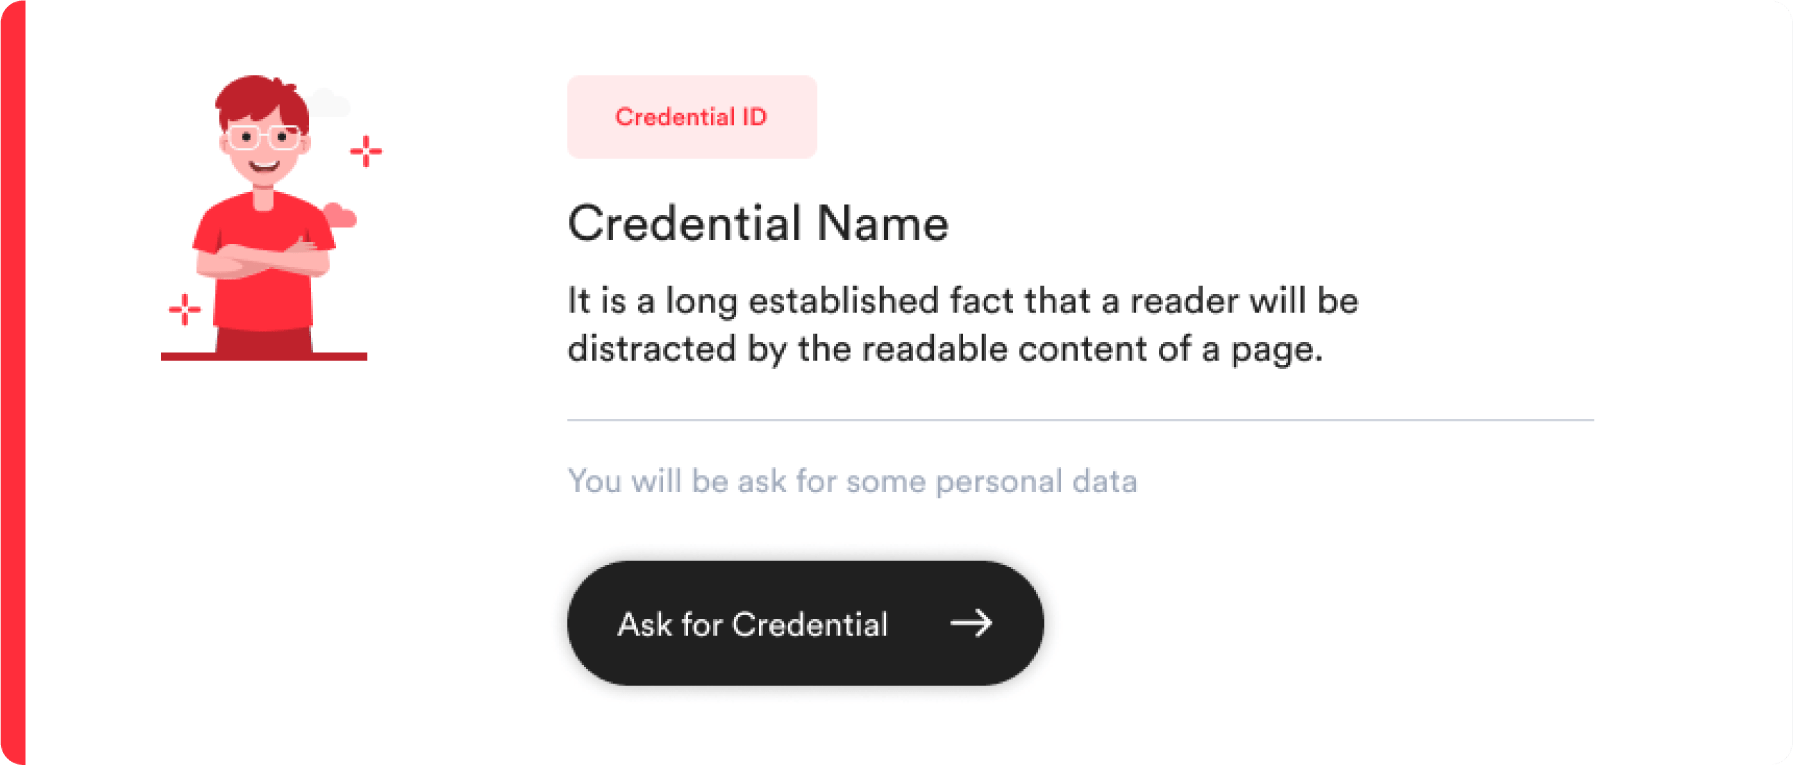 Credential ID
Credential Name
It is a long established fact that a reader will be
distracted by the readable content of a page.
You will be ask for some personal data
Ask for Credential